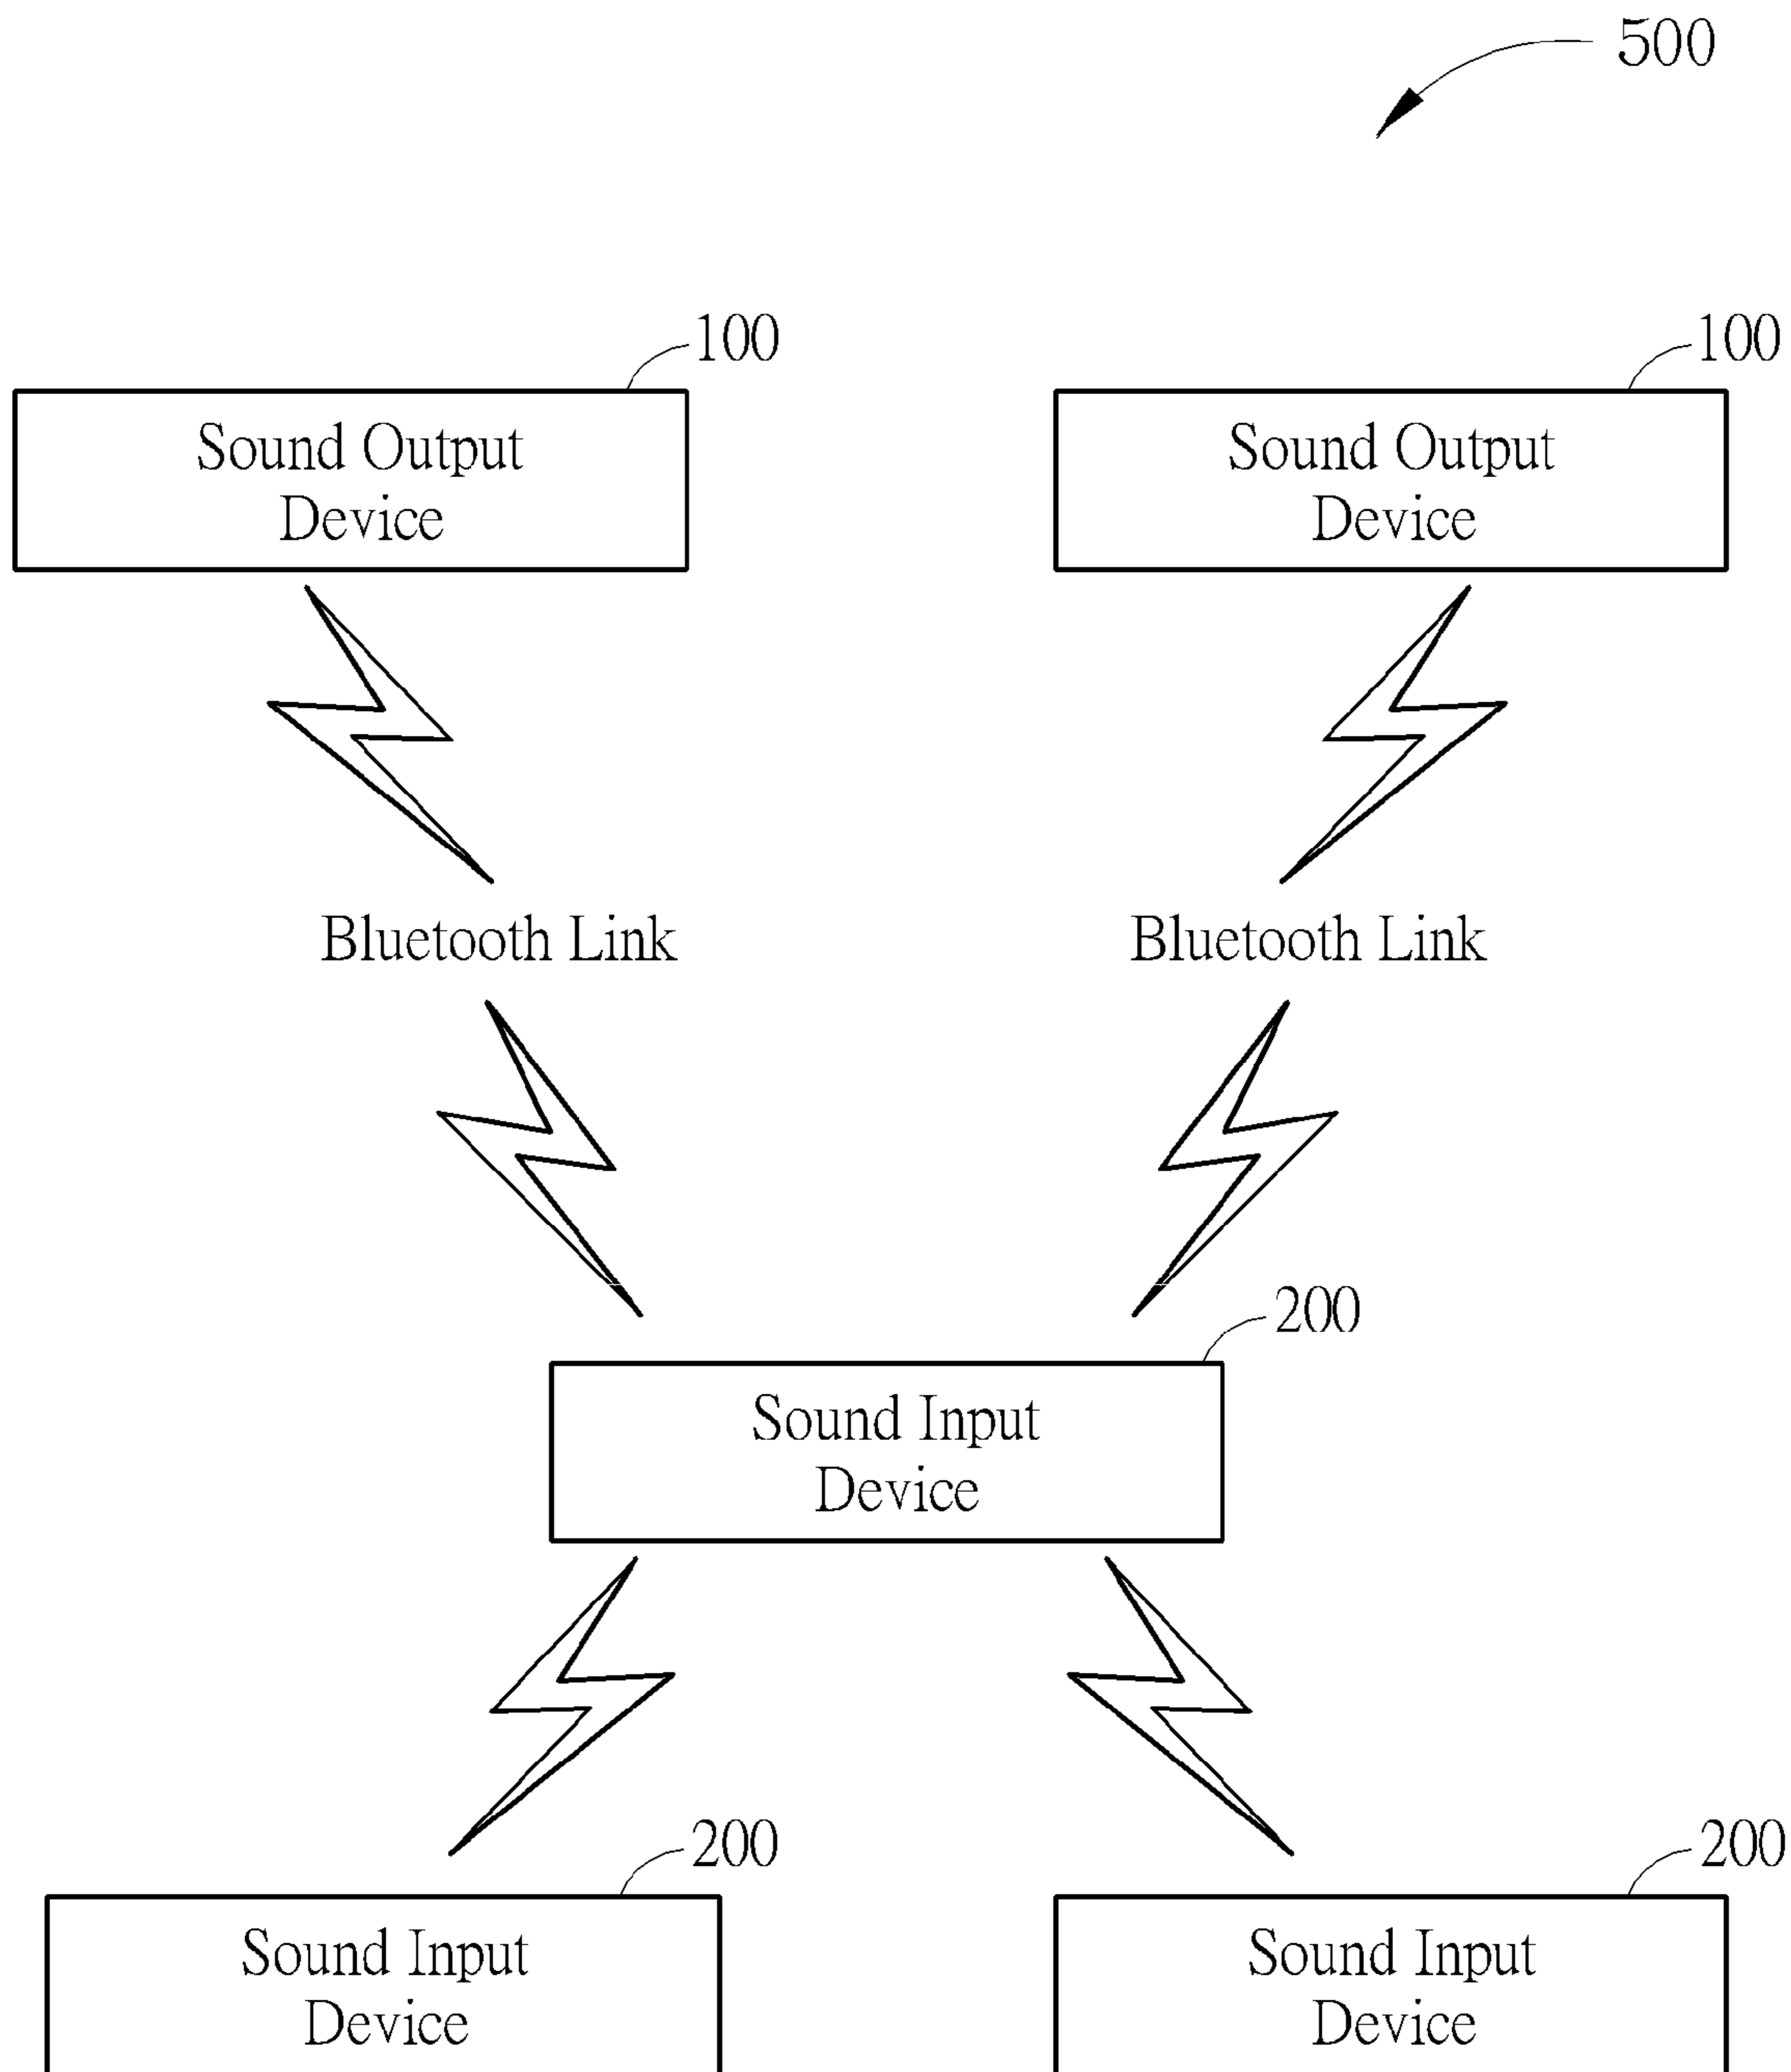 500
100
100
Sound Output
Device
Sound Output
Device
Bluetooth Link
Bluetooth Link
200
Sound Input
Device
200
200
Sound Input
Device
Sound Input
Device